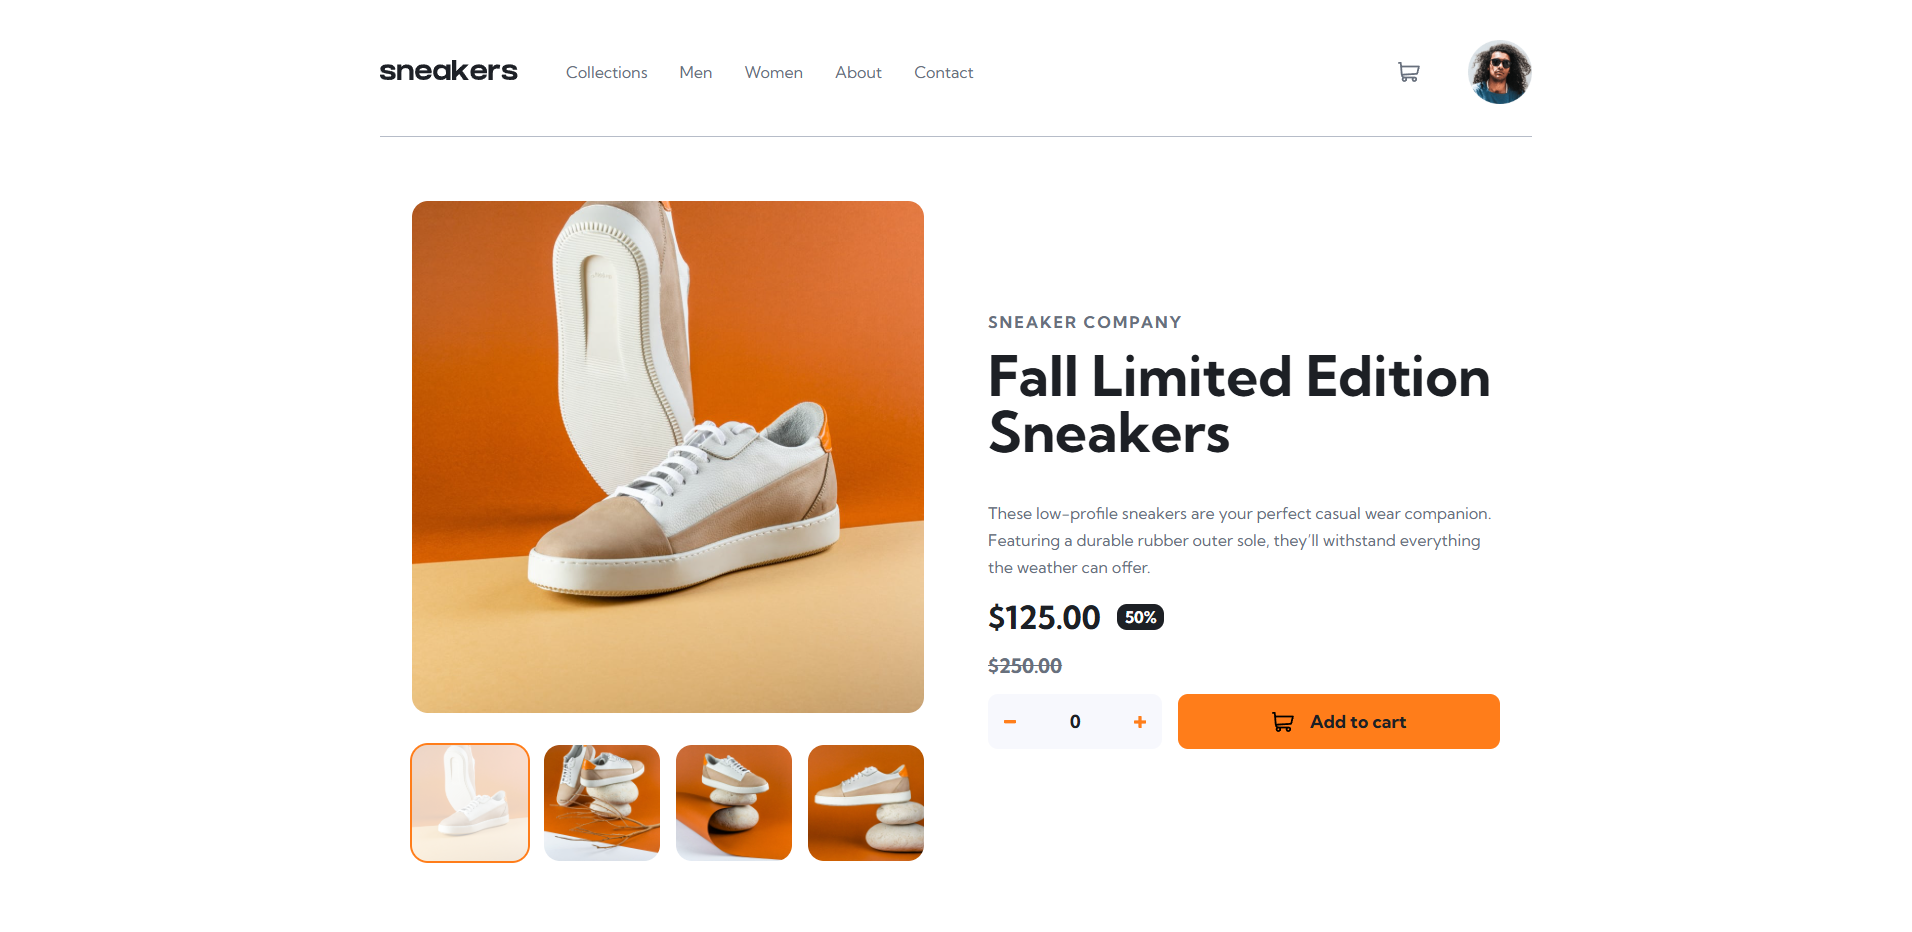 sneakers
Collections
Men
Women
About
Contact
SNEAKER COMPANY
Fall Limited Edition
Sneakers
These low-profile sneakers are your perfect casual wear companion.
Featuring a durable rubber outer sole, they’ll withstand everything
the weather can offer.
$125.00 50%
$250.00
0
Add to cart